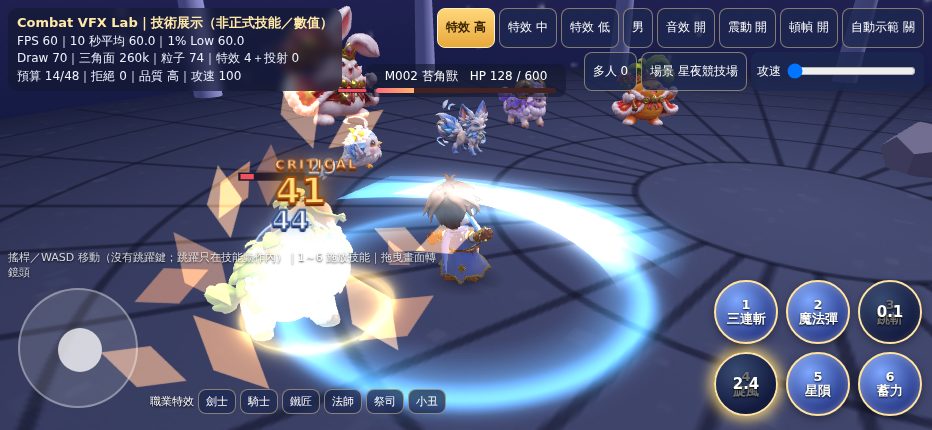 Combat VFX Lab｜技術展示（非正式技能／數值）
FPS 60｜10 秒平均 60.0｜1% Low 60.0
Draw 70｜三角面 260k｜粒子 74｜特效 4＋投射 0
預算 14/48｜拒絕 0｜品質 高｜攻速 100
特效 高
特效 中
特效 低
男
音效 開
震動 開
頓幀 開
自動示範 關
多人 0
場景 星夜競技場
攻速
M002 苔角獸 HP 128 / 600
CRITICAL
41
44
搖桿／WASD 移動（沒有跳躍鍵；跳躍只在技能動作內）｜1～6 施放技能｜拖曳畫面轉
鏡頭
1
三連斬
2
魔法彈
3
0.1
跳斬
4
2.4
旋風
5
星隕
6
蓄力
職業特效
劍士
騎士
鐵匠
法師
祭司
小丑